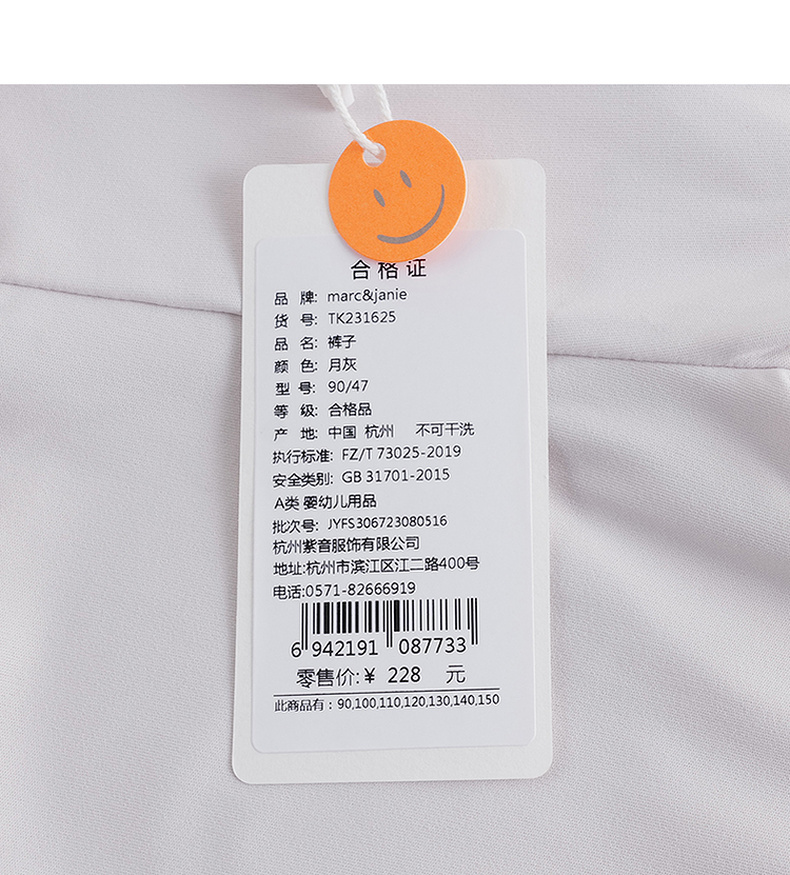 合格证
品 牌: marc&janie
货 号: TK231625
品 名: 裤子
颜 色: 月灰
型 号: 90/47
等 级: 合格品
产 地: 中国 杭州 不可干洗
执行标准: FZ/T 73025-2019
安全类别: GB 31701-2015
A类 婴幼儿用品
批次号: JYFS306723080516
杭州紫音服饰有限公司
地址:杭州市滨江区江二路400号
电话:0571-82666919
6 942191 087733
零售价:¥ 228 元
此商品有: 90,100,110,120,130,140,150